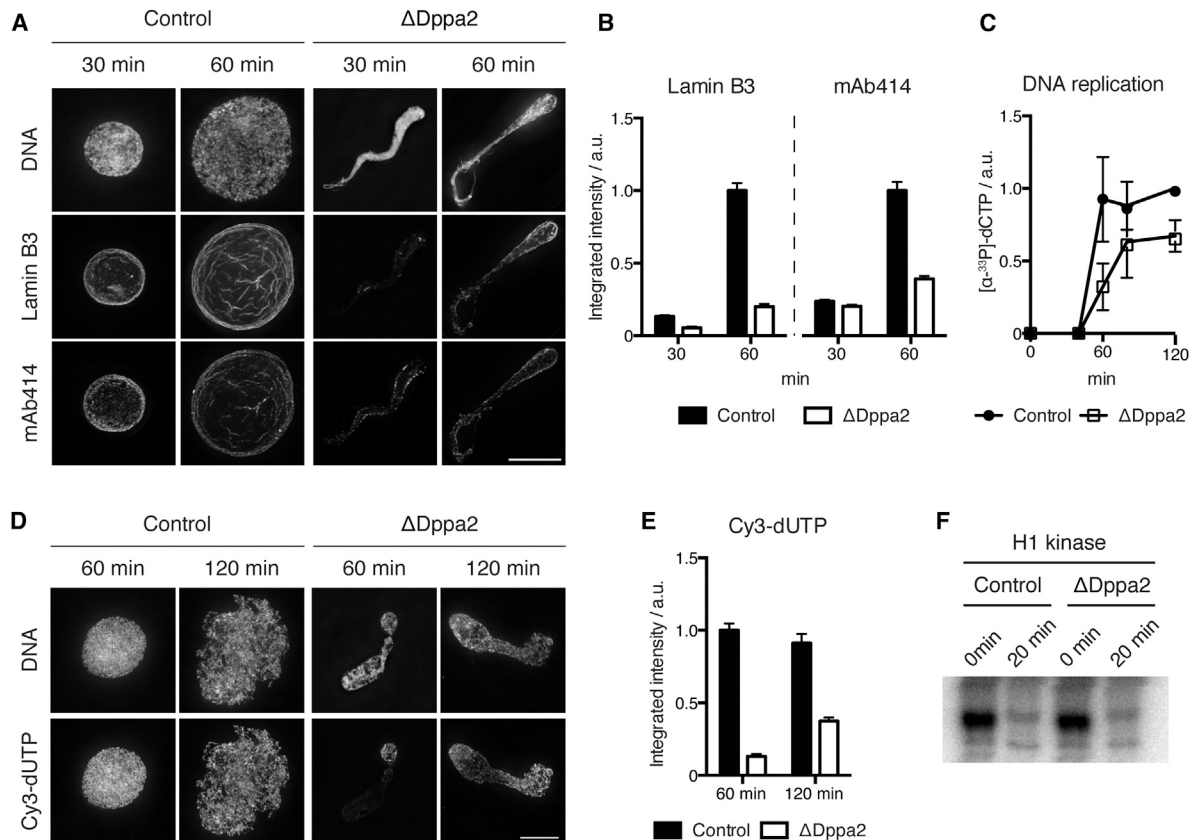 A
Control
ΔDppa2
30 min
60 min
30 min
60 min
DNA
Lamin B3
mAb414
B
Lamin B3
mAb414
Integrated intensity / a.u.
1.5
1.0
0.5
0
30
60
30
60
min
Control
ΔDppa2
C
DNA replication
[α-³³P]-dCTP / a.u.
1.5
1.0
0.5
0
0
60
120
min
Control
ΔDppa2
D
Control
ΔDppa2
60 min
120 min
60 min
120 min
DNA
Cy3-dUTP
E
Cy3-dUTP
Integrated intensity / a.u.
1.5
1.0
0.5
0
60 min
120 min
Control
ΔDppa2
F
H1 kinase
Control
ΔDppa2
0min
20 min
0 min
20 min